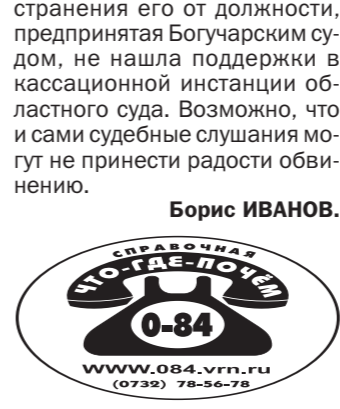 странения его от должности,
предпринятая Богучарским су-
дом, не нашла поддержки в
кассационной инстанции об-
ластного суда. Возможно, что
и сами судебные слушания мо-
гут не принести радости обви-
нению.
Борис ИВАНОВ.
СПРАВОЧНАЯ
ЧТО-ГДЕ-ПОЧЁМ
0-84
www.084.vrn.ru
(0732) 78-56-78